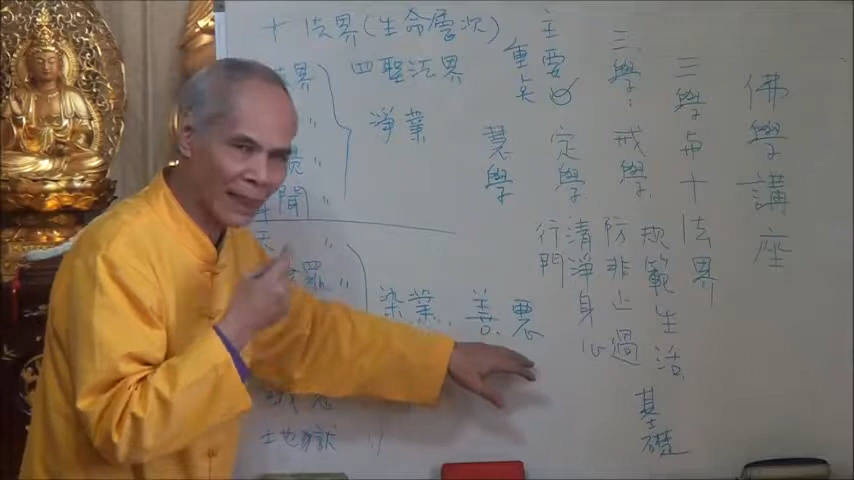 佛學講座
三學與十法界
三學:
戒學
規範生活
基礎
防非止過
清淨身心
行門
主要
重點
定學
慧學
十法界(生命層次)
四聖法界
淨業
界
聞
天
染業 善惡
地獄